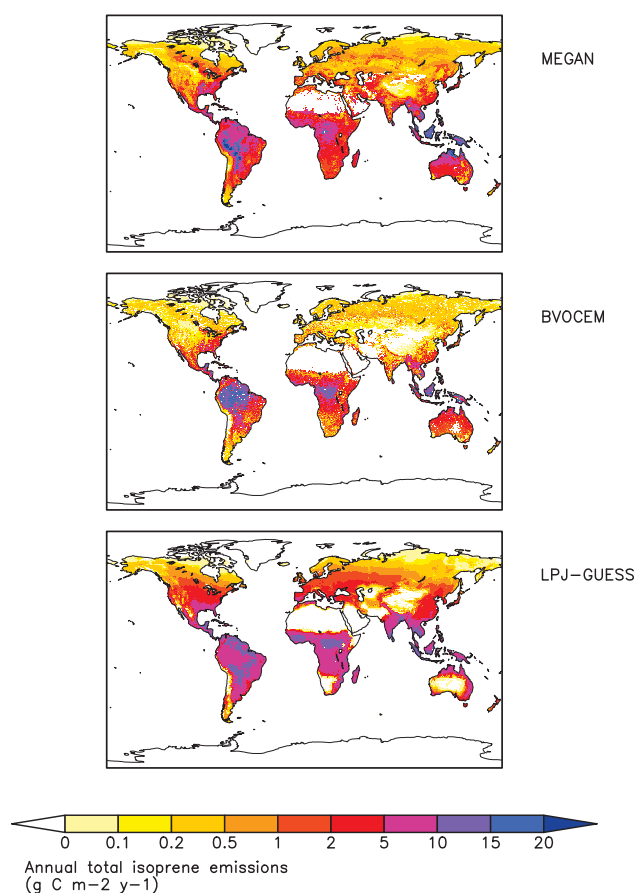 MEGAN
BVOCEM
LPJ-GUESS
0 0.1 0.2 0.5 1 2 5 10 15 20
Annual total isoprene emissions
(g C m-2 y-1)